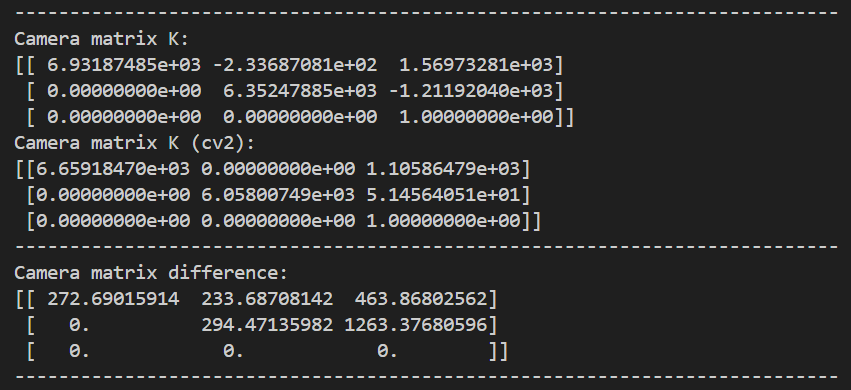 ---------------------------------------------------------------------------
Camera matrix K:
[[ 6.93187485e+03 -2.33687081e+02  1.56973281e+03]
 [ 0.00000000e+00  6.35247885e+03 -1.21192040e+03]
 [ 0.00000000e+00  0.00000000e+00  1.00000000e+00]]
Camera matrix K (cv2):
[[6.65918470e+03 0.00000000e+00 1.10586479e+03]
 [0.00000000e+00 6.05800749e+03 5.14564051e+01]
 [0.00000000e+00 0.00000000e+00 1.00000000e+00]]
---------------------------------------------------------------------------
Camera matrix difference:
[[ 272.69015914  233.68708142  463.86802562]
 [   0.          294.47135982 1263.37680596]
 [   0.            0.            0.        ]]
---------------------------------------------------------------------------